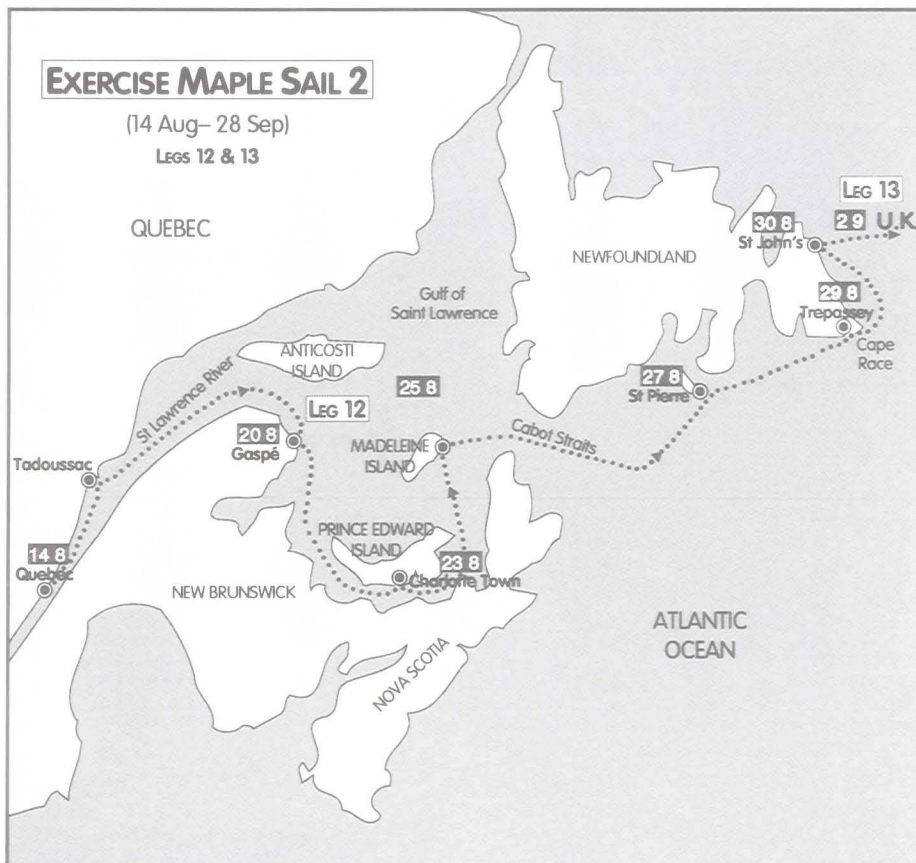 EXERCISE MAPLE SAIL 2
(14 Aug– 28 Sep)
LEGS 12 & 13
QUEBEC
LEG 13
30 8
2 9
U.K.
St John's
NEWFOUNDLAND
Gulf of
Saint Lawrence
29 8
Trepassey
Cape
Race
ANTICOSTI
ISLAND
25 8
27 8
St Pierre
St Lawrence River
LEG 12
20 8
Gaspé
MADELEINE
ISLAND
Cabot Straits
Tadoussac
PRINCE EDWARD
ISLAND
14 8
Quebec
23 8
Charlotte Town
NEW BRUNSWICK
ATLANTIC
OCEAN
NOVA SCOTIA